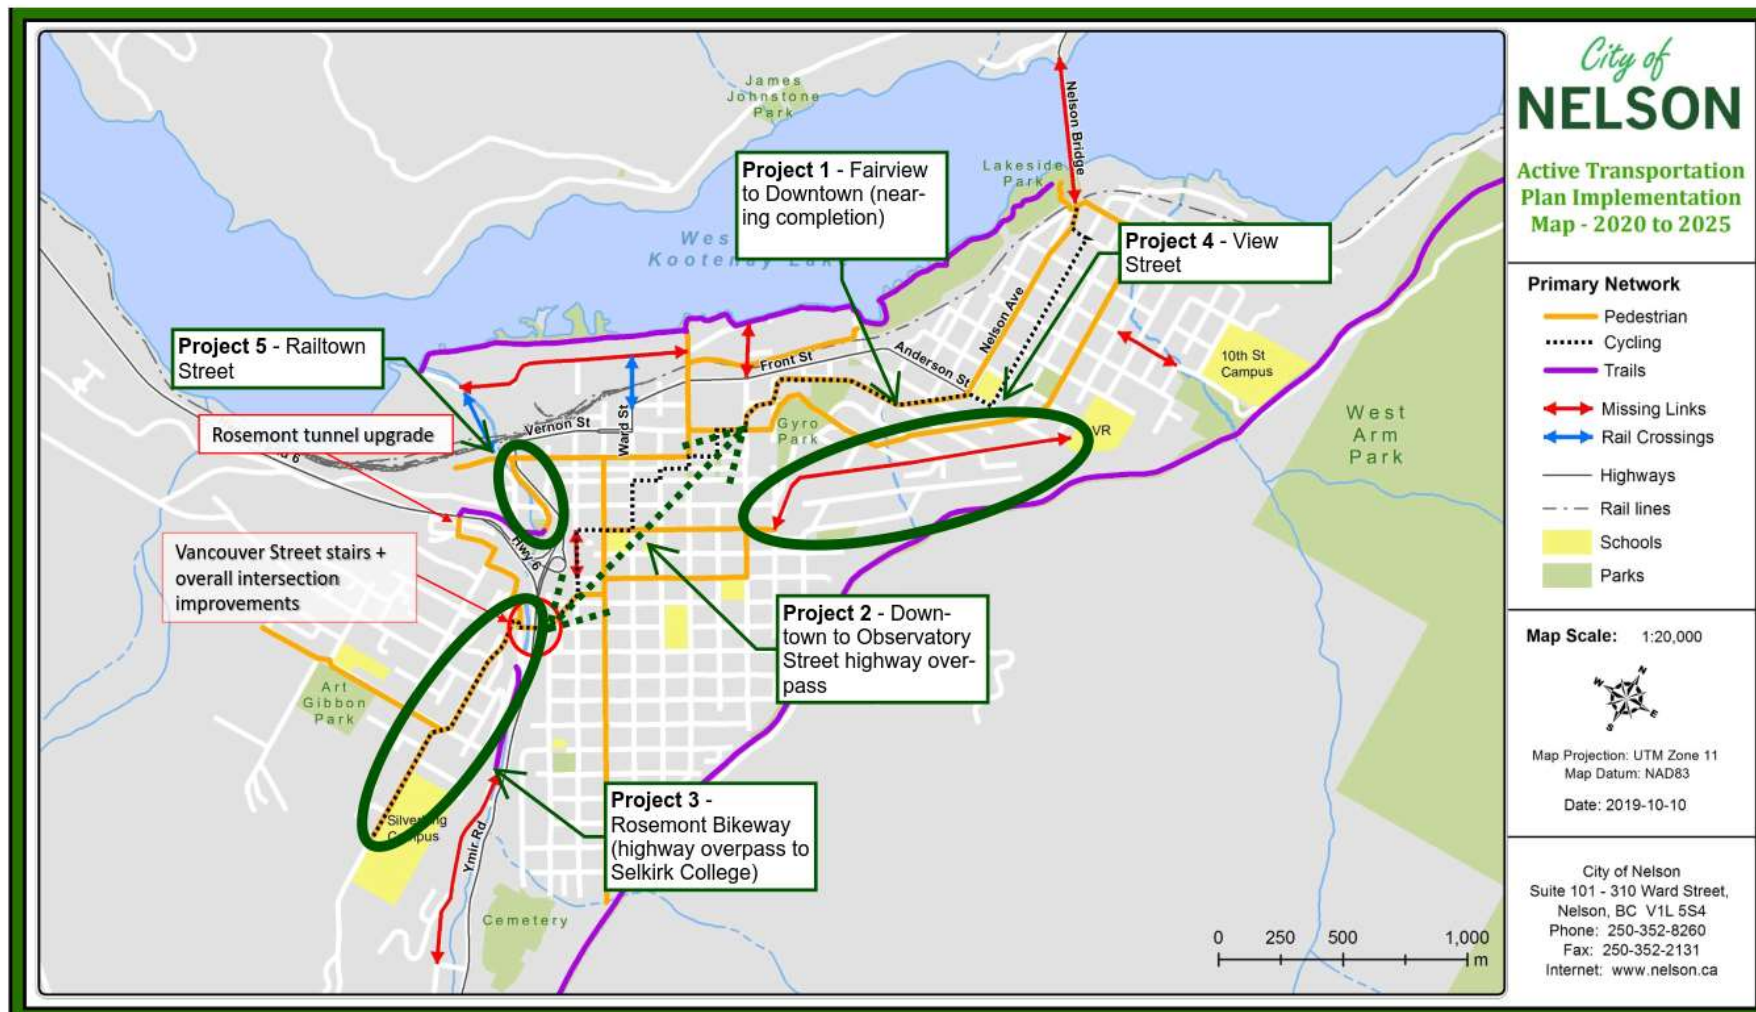 James
Johnstone
Park
Nelson Bridge
Lakeside
Park
Project 1 - Fairview
to Downtown (near-
ing completion)
Project 4 - View
Street
Kootenay Lake
Project 5 - Railtown
Street
Nelson Ave
Anderson St
Front St
10th St
Campus
Rosemont tunnel upgrade
Vernon St
Ward St
Gyro
Park
VR
West
Arm
Park
6
Hwy 6
Vancouver Street stairs +
overall intersection
improvements
Project 2 - Down-
town to Observatory
Street highway over-
pass
Art
Gibbon
Park
Project 3 -
Rosemont Bikeway
(highway overpass to
Selkirk College)
Ymir Rd
Cemetery
0 250 500 1,000
m
City of
NELSON
Active Transportation
Plan Implementation
Map - 2020 to 2025
Primary Network
Pedestrian
Cycling
Trails
Missing Links
Rail Crossings
Highways
Rail lines
Schools
Parks
Map Scale: 1:20,000
N
W
E
S
Map Projection: UTM Zone 11
Map Datum: NAD83
Date: 2019-10-10
City of Nelson
Suite 101 - 310 Ward Street,
Nelson, BC V1L 5S4
Phone: 250-352-8260
Fax: 250-352-2131
Internet: www.nelson.ca